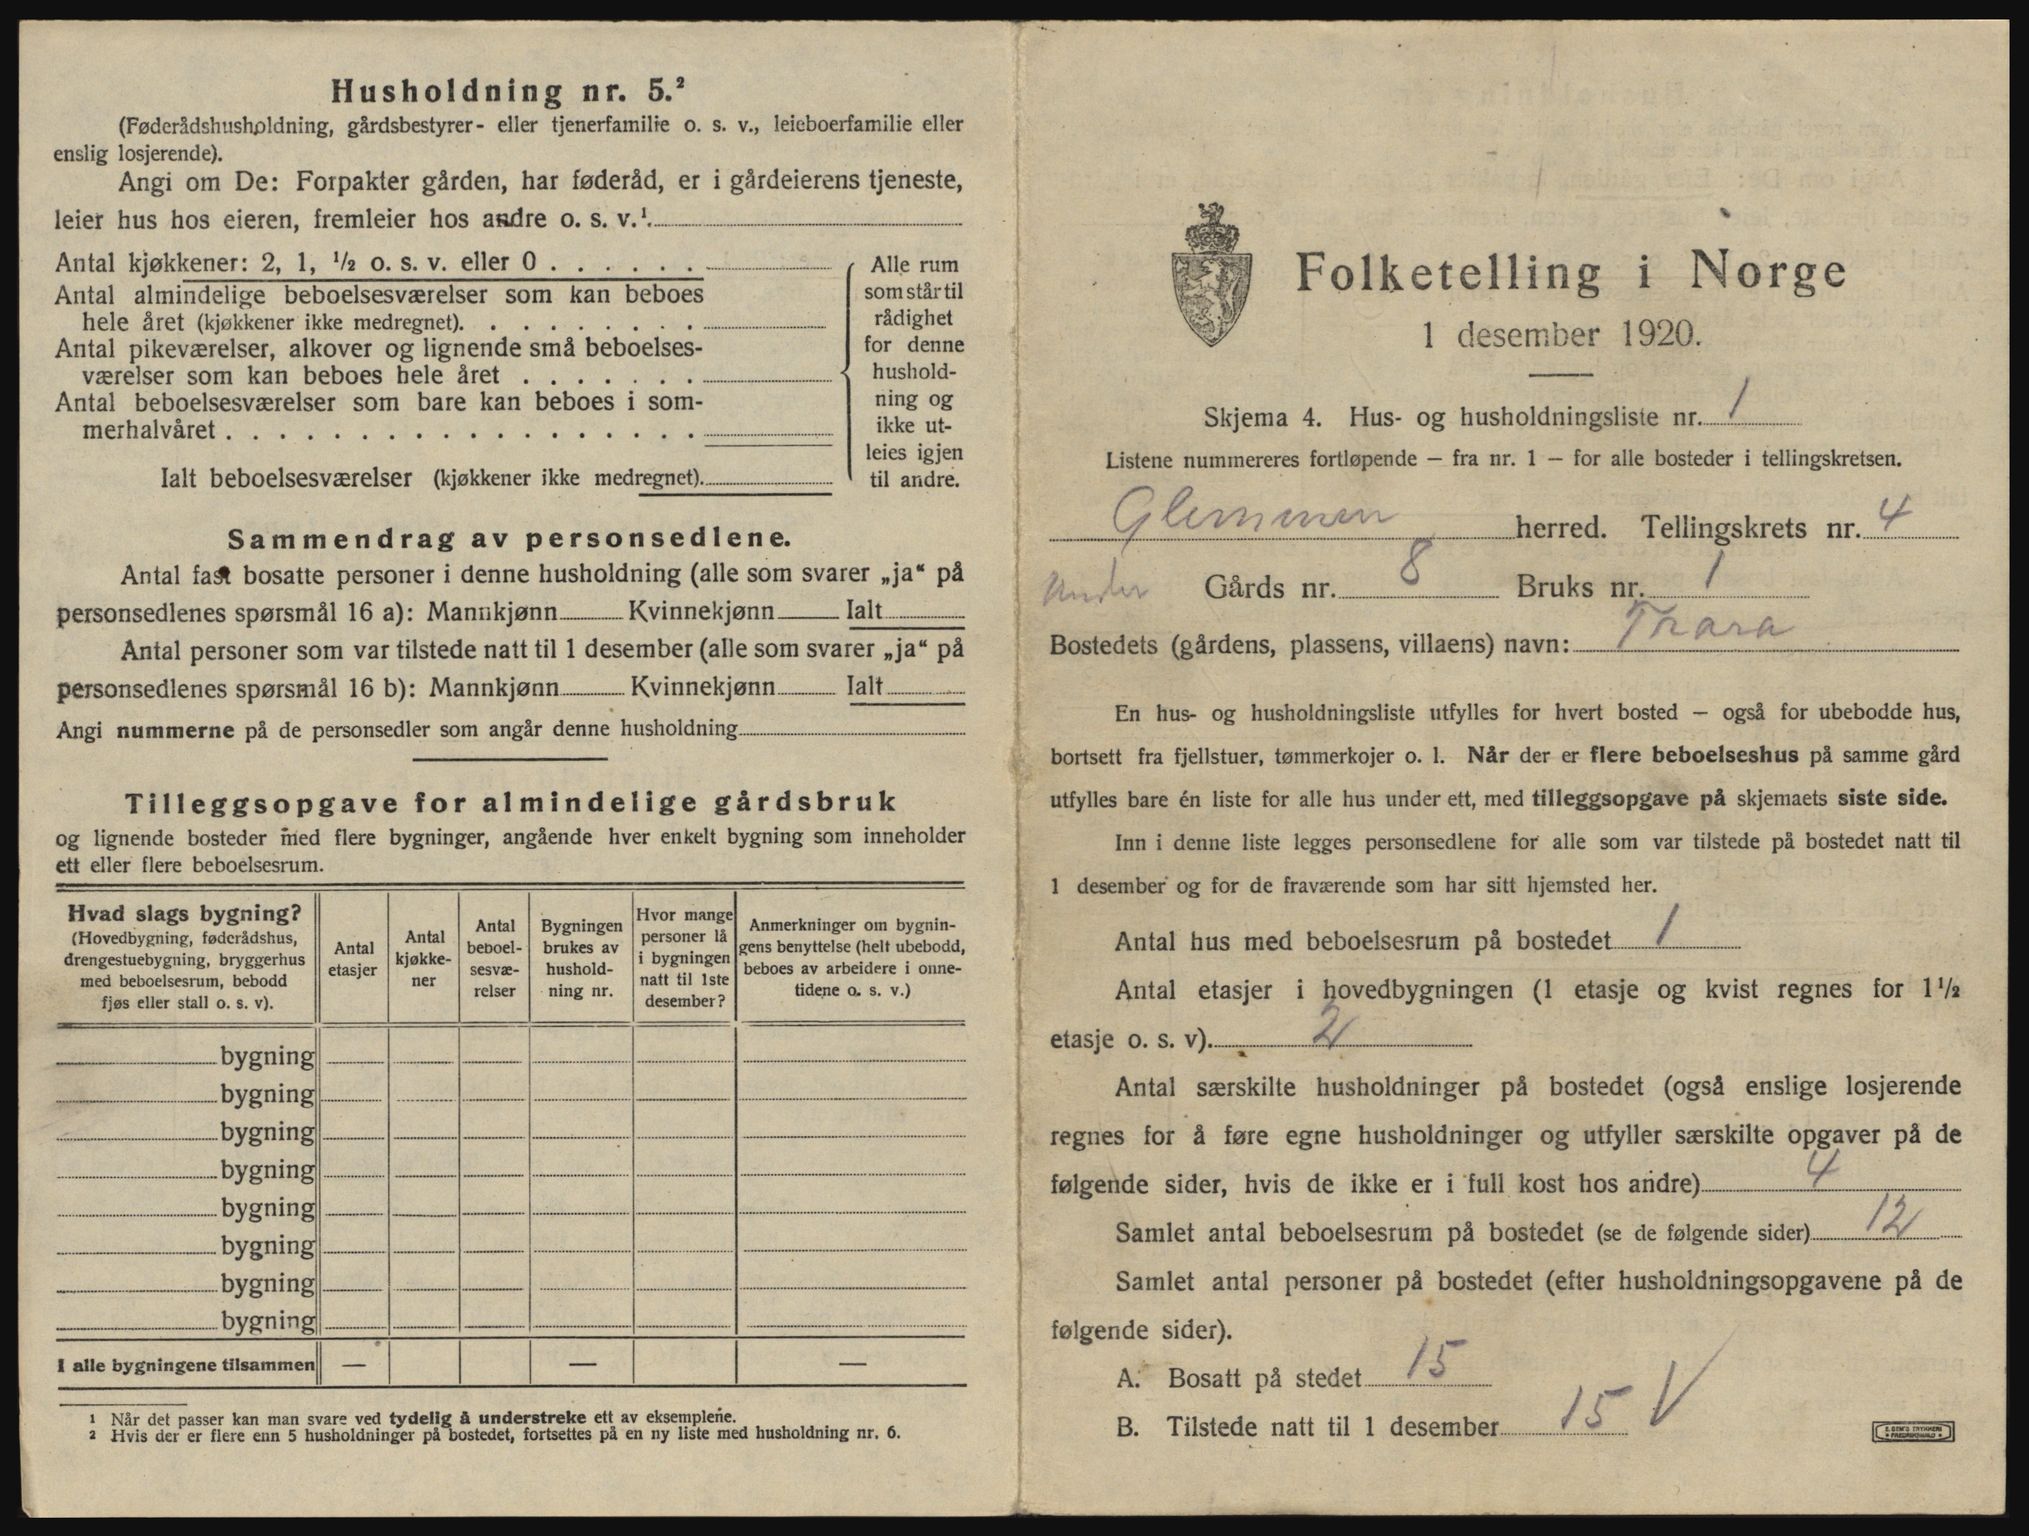 Husholdning nr. 5.²
(Føderådshusholdning, gårdsbestyrer- eller tjenerfamilie o. s. v., leieboerfamilie eller
enslig losjerende).
Angi om De: Forpakter gården, har føderåd, er i gårdeierens tjeneste,
leier hus hos eieren, fremleier hos andre o. s. v.¹.
Antal kjøkkener: 2, 1, ¹/₂ o. s. v. eller 0 . . . . . .
Antal almindelige beboelsesværelser som kan beboes
hele året (kjøkkener ikke medregnet). . . . . . . . .
Antal pikeværelser, alkover og lignende små beboelses-
værelser som kan beboes hele året . . . . . . .
Antal beboelsesværelser som bare kan beboes i som-
merhalvåret . . . . . . . . . . . . . . . . . .
Ialt beboelsesværelser (kjøkkener ikke medregnet).
Alle rum
som står til
rådighet
for denne
hushold-
ning og
ikke ut-
leies igjen
til andre.
Sammendrag av personsedlene.
Antal fast bosatte personer i denne husholdning (alle som svarer „ja“ på
personsedlenes spørsmål 16 a): Mannkjønn Kvinnekjønn Ialt
Antal personer som var tilstede natt til 1 desember (alle som svarer „ja“ på
personsedlenes spørsmål 16 b): Mannkjønn Kvinnekjønn Ialt
Angi nummerne på de personsedler som angår denne husholdning
Tilleggsopgave for almindelige gårdsbruk
og lignende bosteder med flere bygninger, angående hver enkelt bygning som inneholder
ett eller flere beboelsesrum.
Hvad slags bygning?
(Hovedbygning, føderådshus,
drengestuebygning, bryggerhus
med beboelsesrum, bebodd
fjøs eller stall o. s. v).
Antal
etasjer
Antal
kjøkke-
ner
Antal
beboel-
sesvæ-
relser
Bygningen
brukes av
hushold-
ning nr.
Hvor mange
personer lå
i bygningen
natt til 1ste
desember?
Anmerkninger om bygnin-
gens benyttelse (helt ubebodd,
beboes av arbeidere i onne-
tidene o. s. v.)
bygning
bygning
bygning
bygning
bygning
bygning
bygning
bygning
I alle bygningene tilsammen — — —
¹ Når det passer kan man svare ved tydelig å understreke ett av eksemplene.
² Hvis der er flere enn 5 husholdninger på bostedet, fortsettes på en ny liste med husholdning nr. 6.
Folketelling i Norge
1 desember 1920.
Skjema 4. Hus- og husholdningsliste nr. 1
Listene nummereres fortløpende – fra nr. 1 – for alle bosteder i tellingskretsen.
Glemmen herred. Tellingskrets nr. 4
Under Gårds nr. 8 Bruks nr. 1
Bostedets (gårdens, plassens, villaens) navn: Trara
En hus- og husholdningsliste utfylles for hvert bosted – også for ubebodde hus,
bortsett fra fjellstuer, tømmerkojer o. l. Når der er flere beboelseshus på samme gård
utfylles bare én liste for alle hus under ett, med tilleggsopgave på skjemaets siste side.
Inn i denne liste legges personsedlene for alle som var tilstede på bostedet natt til
1 desember og for de fraværende som har sitt hjemsted her.
Antal hus med beboelsesrum på bostedet 1
Antal etasjer i hovedbygningen (1 etasje og kvist regnes for 1¹/₂
etasje o. s. v). 2
Antal særskilte husholdninger på bostedet (også enslige losjerende
regnes for å føre egne husholdninger og utfyller særskilte opgaver på de
følgende sider, hvis de ikke er i full kost hos andre) 4
Samlet antal beboelsesrum på bostedet (se de følgende sider) 12
Samlet antal personer på bostedet (efter husholdningsopgavene på de
følgende sider).
A. Bosatt på stedet 15
B. Tilstede natt til 1 desember 15 V